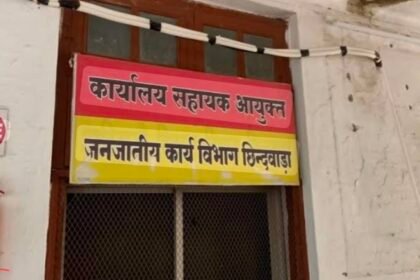 कार्यालय सहायक आयुक्त
जनजातीय कार्य विभाग छिन्दवाड़ा